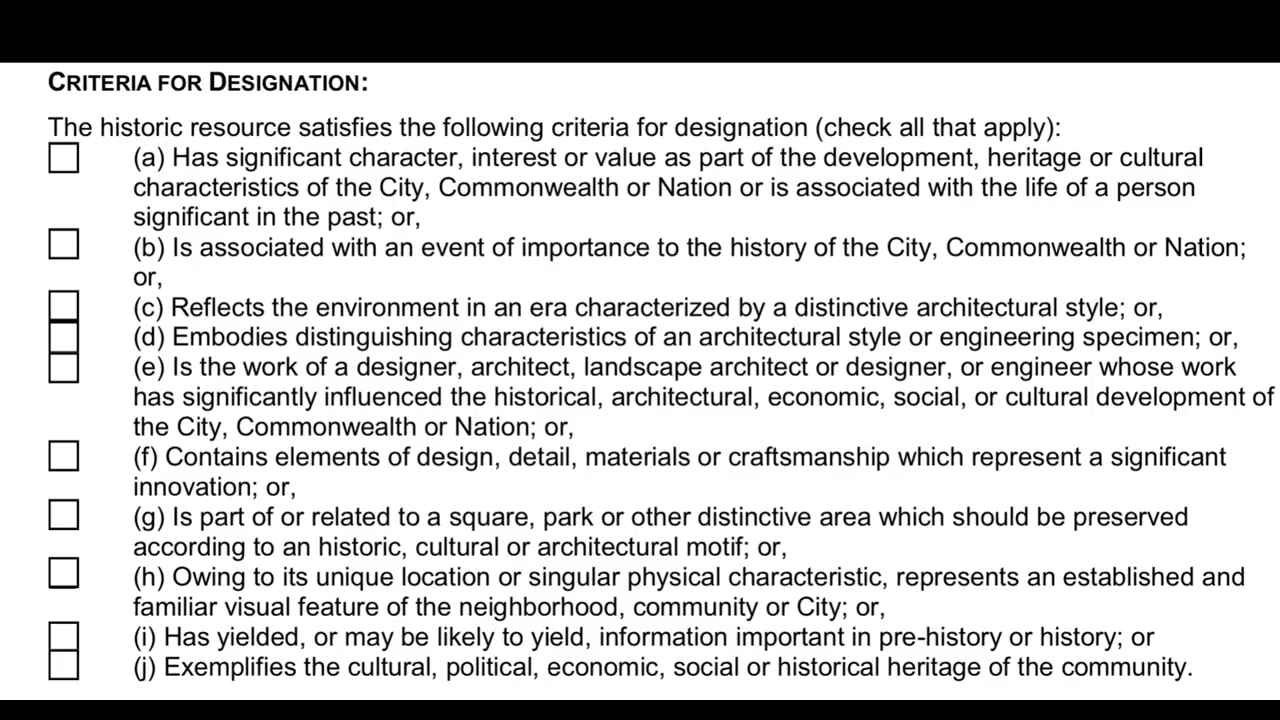 CRITERIA FOR DESIGNATION:
The historic resource satisfies the following criteria for designation (check all that apply):
(a) Has significant character, interest or value as part of the development, heritage or cultural
characteristics of the City, Commonwealth or Nation or is associated with the life of a person
significant in the past; or,
(b) Is associated with an event of importance to the history of the City, Commonwealth or Nation;
or,
(c) Reflects the environment in an era characterized by a distinctive architectural style; or,
(d) Embodies distinguishing characteristics of an architectural style or engineering specimen; or,
(e) Is the work of a designer, architect, landscape architect or designer, or engineer whose work
has significantly influenced the historical, architectural, economic, social, or cultural development of
the City, Commonwealth or Nation; or,
(f) Contains elements of design, detail, materials or craftsmanship which represent a significant
innovation; or,
(g) Is part of or related to a square, park or other distinctive area which should be preserved
according to an historic, cultural or architectural motif; or,
(h) Owing to its unique location or singular physical characteristic, represents an established and
familiar visual feature of the neighborhood, community or City; or,
(i) Has yielded, or may be likely to yield, information important in pre-history or history; or
(j) Exemplifies the cultural, political, economic, social or historical heritage of the community.